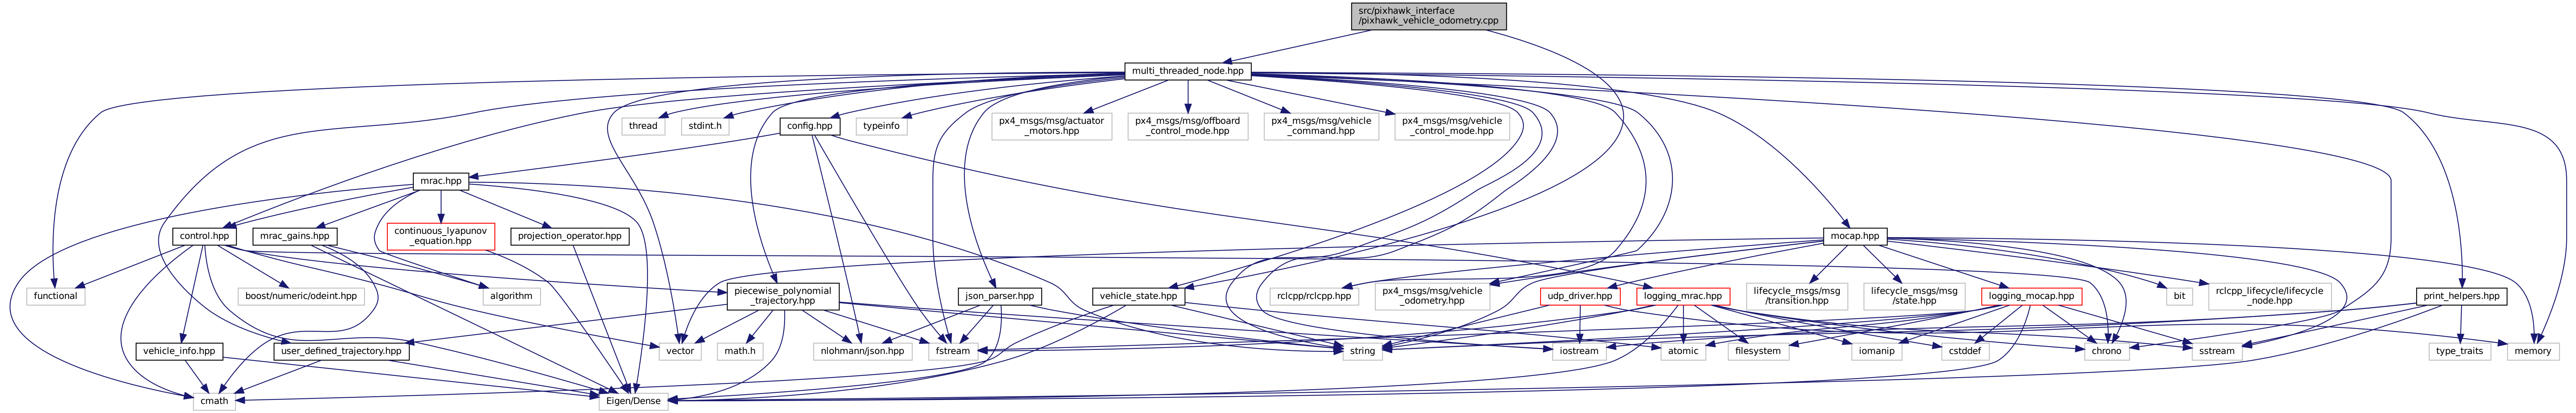 src/pixhawk_interface
/pixhawk_vehicle_odometry.cpp
multi_threaded_node.hpp
thread
stdint.h
config.hpp
typeinfo
px4_msgs/msg/actuator
_motors.hpp
px4_msgs/msg/offboard
_control_mode.hpp
px4_msgs/msg/vehicle
_command.hpp
px4_msgs/msg/vehicle
_control_mode.hpp
mrac.hpp
control.hpp
mrac_gains.hpp
continuous_lyapunov
_equation.hpp
projection_operator.hpp
mocap.hpp
functional
boost/numeric/odeint.hpp
algorithm
piecewise_polynomial
_trajectory.hpp
json_parser.hpp
vehicle_state.hpp
rclcpp/rclcpp.hpp
px4_msgs/msg/vehicle
_odometry.hpp
udp_driver.hpp
logging_mrac.hpp
lifecycle_msgs/msg
/transition.hpp
lifecycle_msgs/msg
/state.hpp
logging_mocap.hpp
bit
rclcpp_lifecycle/lifecycle
_node.hpp
print_helpers.hpp
vehicle_info.hpp
user_defined_trajectory.hpp
vector
math.h
nlohmann/json.hpp
fstream
string
iostream
atomic
filesystem
iomanip
cstddef
chrono
sstream
type_traits
memory
cmath
Eigen/Dense